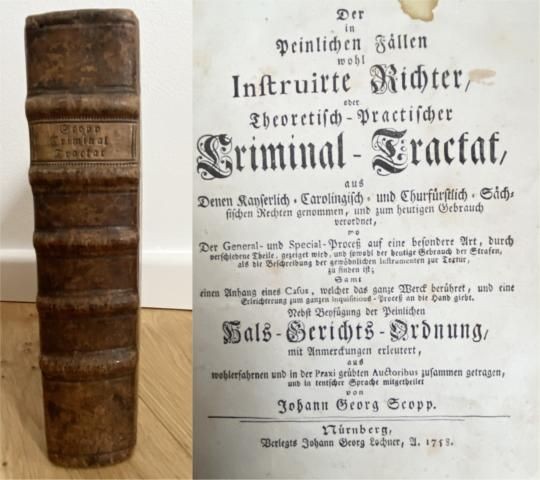 Scopp
Criminal
Tractat
Der
in
Peinlichen Fällen
wohl
Instruirte Richter,
oder
Theoretisch-Practischer
Criminal-Tractat,
aus
Denen Kayserlich-Carolingisch- und Churfürstlich-Säch-
sischen Rechten genommen, und zum heutigen Gebrauch
verordnet,
wo
Der General- und Special-Proceß auf eine besondere Art, durch
verschiedene Theile, gezeiget wird, und sowohl der heutige Gebrauch der Strafen,
als die Beschreibung der gewöhnlichen Instrumenten zur Tortur,
zu finden ist;
Samt
einen Anhang eines Casus, welcher das ganze Werck berühret, und eine
Erleichterung zum ganzen Inquisitions-Proceß an die Hand giebt.
Nebst Beyfügung der Peinlichen
Hals-Gerichts-Ordnung,
mit Anmerckungen erleutert,
aus
wohlerfahrnen und in der Praxi geübten Auctoribus zusammen getragen,
und in teutscher Sprache mitgetheilet
von
Johann Georg Scopp.
Nürnberg,
Verlegts Johann Georg Lochner, A. 1758.